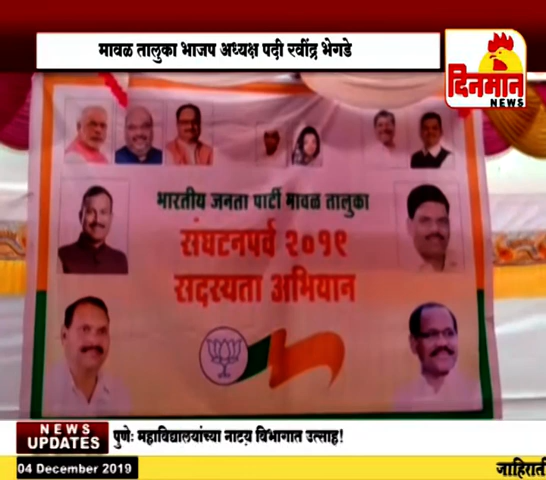 मावळ तालुका भाजप अध्यक्ष पदी रवींद्र भेगडे
दिनमान
NEWS
भारतीय जनता पार्टी मावळ तालुका
संघटनपर्व २०१९
सदस्यता अभियान
NEWS
UPDATES
पुणे: महाविद्यालयांच्या नाट्य विभागात उत्साह!
04 December 2019
जाहिराती